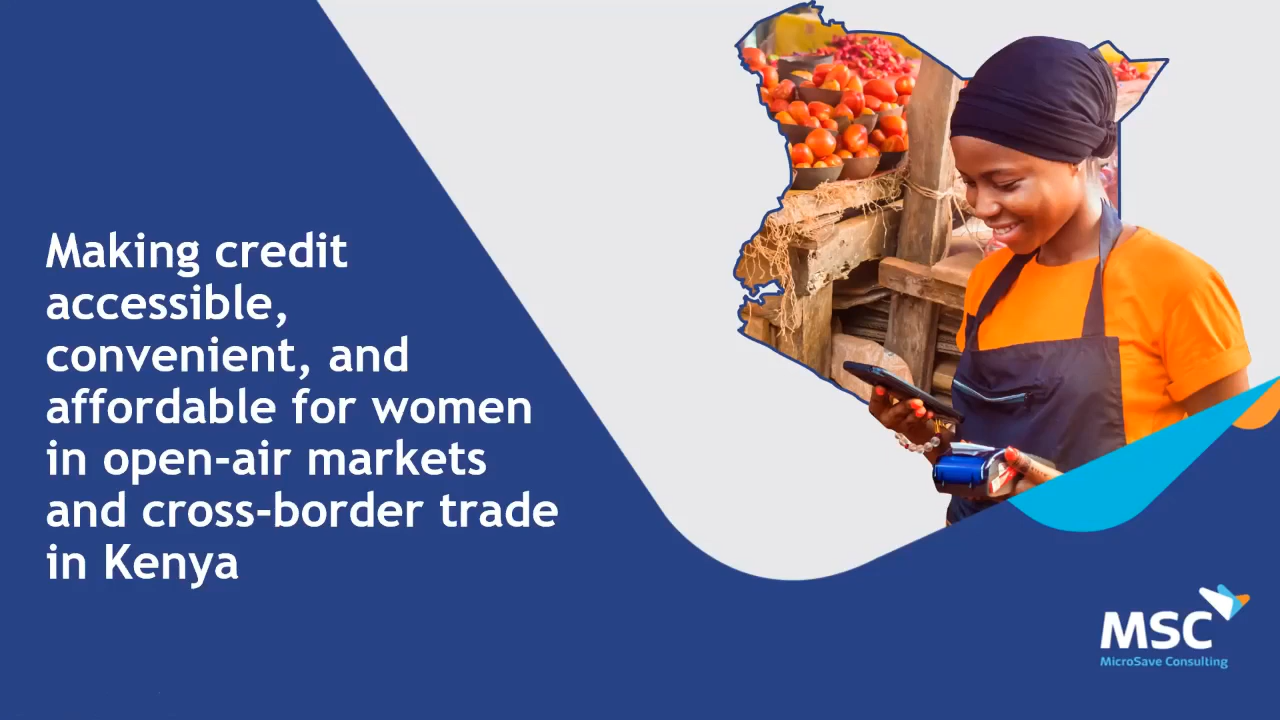 Making credit
accessible,
convenient, and
affordable for women
in open-air markets
and cross-border trade
in Kenya
MSC
MicroSave Consulting